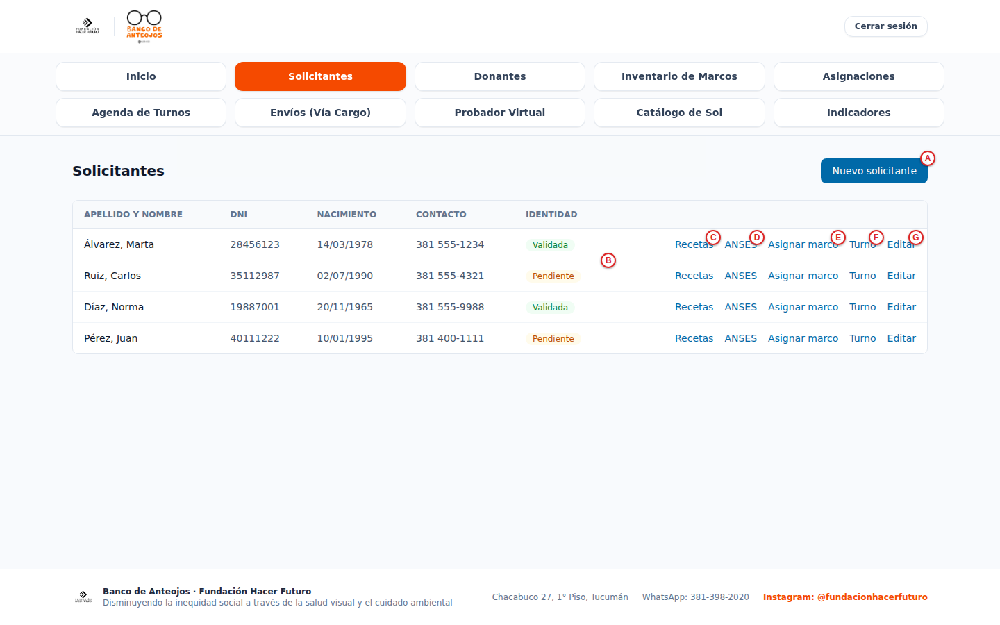 FUNDACIÓN
HACER FUTURO
BANCO DE
ANTEOJOS
Cerrar sesión
Inicio
Solicitantes
Donantes
Inventario de Marcos
Asignaciones
Agenda de Turnos
Envíos (Vía Cargo)
Probador Virtual
Catálogo de Sol
Indicadores
Solicitantes
Nuevo solicitante
A
APELLIDO Y NOMBRE DNI NACIMIENTO CONTACTO IDENTIDAD
C D E F G
Álvarez, Marta 28456123 14/03/1978 381 555-1234 Validada Recetas ANSES Asignar marco Turno Editar
B
Ruiz, Carlos 35112987 02/07/1990 381 555-4321 Pendiente Recetas ANSES Asignar marco Turno Editar
Díaz, Norma 19887001 20/11/1965 381 555-9988 Validada Recetas ANSES Asignar marco Turno Editar
Pérez, Juan 40111222 10/01/1995 381 400-1111 Pendiente Recetas ANSES Asignar marco Turno Editar
Banco de Anteojos · Fundación Hacer Futuro
Disminuyendo la inequidad social a través de la salud visual y el cuidado ambiental
Chacabuco 27, 1° Piso, Tucumán
WhatsApp: 381-398-2020
Instagram: @fundacionhacerfuturo